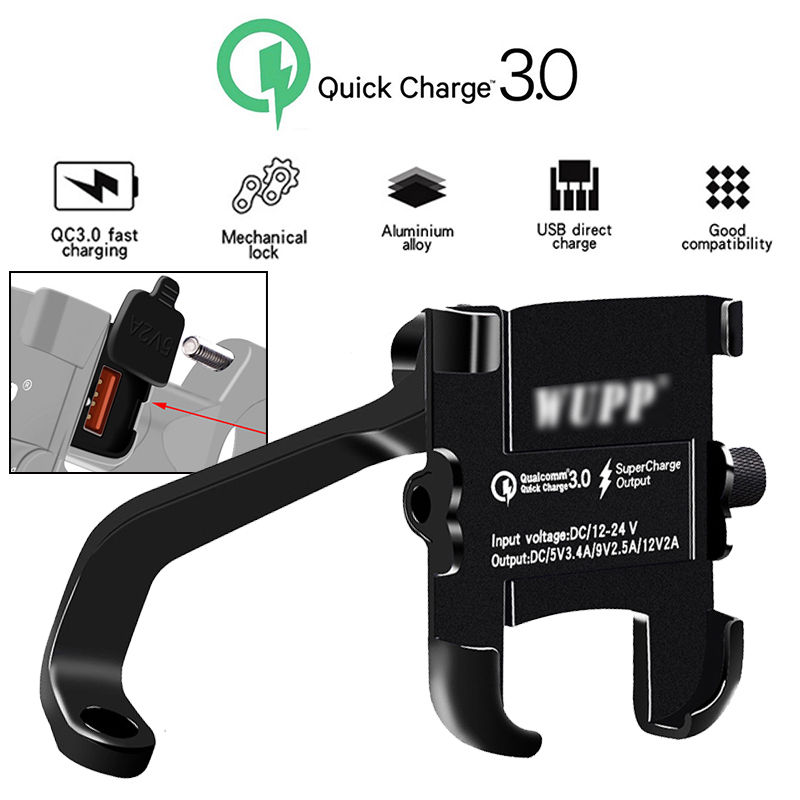 Quick Charge™ 3.0
QC3.0 fast
charging
Mechanical
lock
Aluminium
alloy
USB direct
charge
Good
compatibility
5V2A
®
WUPP®
Qualcomm®
Quick Charge 3.0
SuperCharge
Output
Input voltage:DC/12-24 V
Output:DC/5V3.4A/9V2.5A/12V2A